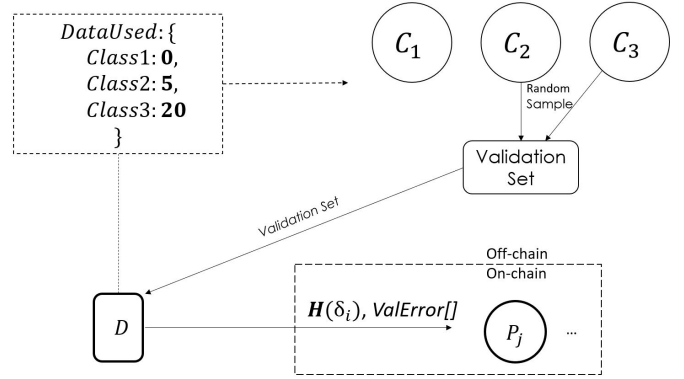 DataUsed: {
Class1: 0,
Class2: 5,
Class3: 20
}
C₁
C₂
C₃
Random
Sample
Validation
Set
Validation Set
Off-chain
On-chain
D
H(δᵢ), ValError[]
Pⱼ
...